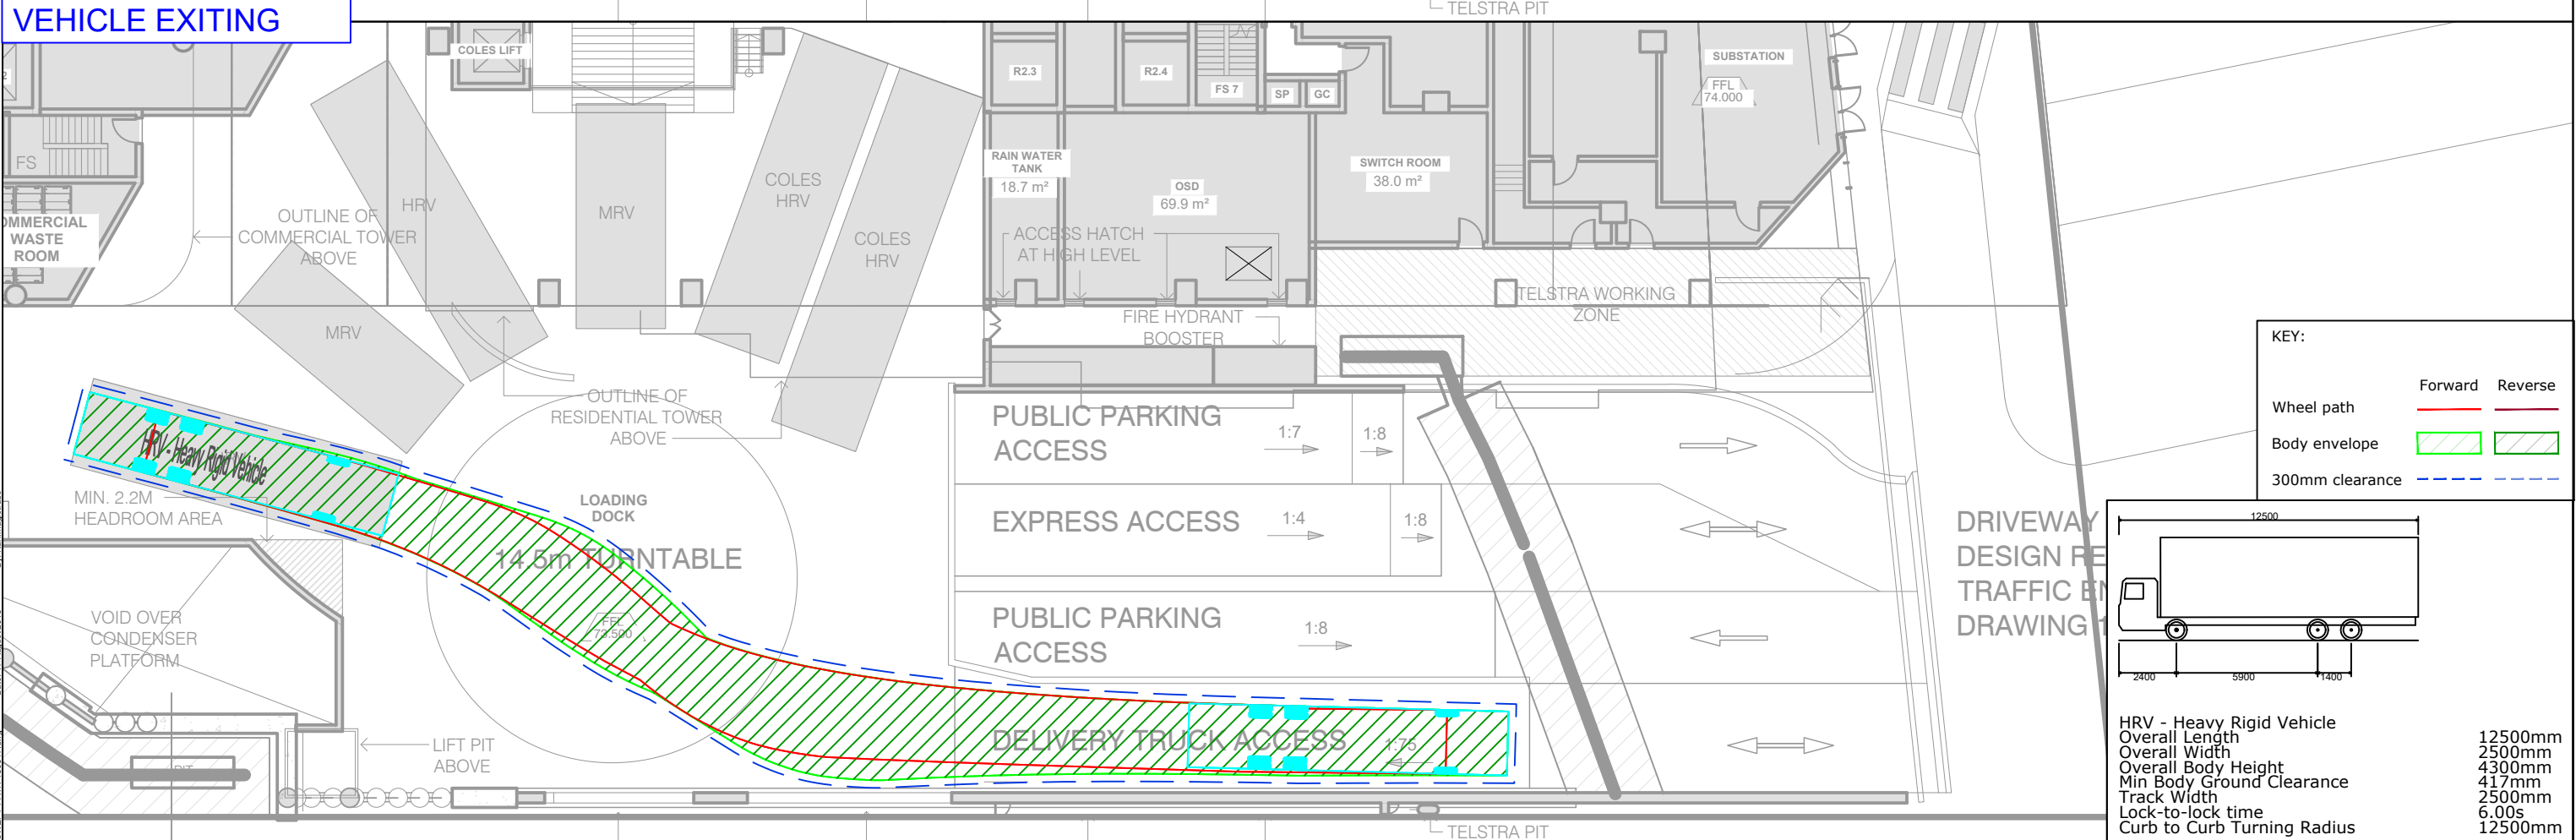 VEHICLE EXITING
TELSTRA PIT
COLES LIFT
R2.3
R2.4
FS 7
SP
GC
SUBSTATION
FFL
74.000
FS
COMMERCIAL
WASTE
ROOM
OUTLINE OF
COMMERCIAL TOWER
ABOVE
HRV
MRV
MRV
COLES
HRV
COLES
HRV
RAIN WATER
TANK
18.7 m²
OSD
69.9 m²
SWITCH ROOM
38.0 m²
ACCESS HATCH
AT HIGH LEVEL
FIRE HYDRANT
BOOSTER
TELSTRA WORKING
ZONE
OUTLINE OF
RESIDENTIAL TOWER
ABOVE
HRV - Heavy Rigid Vehicle
MIN. 2.2M
HEADROOM AREA
LOADING
DOCK
14.5m TURNTABLE
FFL
73.500
VOID OVER
CONDENSER
PLATFORM
LIFT PIT
ABOVE
PIT
PUBLIC PARKING
ACCESS
1:7
1:8
EXPRESS ACCESS
1:4
1:8
PUBLIC PARKING
ACCESS
1:8
DELIVERY TRUCK ACCESS
1:75
DRIVEWAY
DESIGN RE
TRAFFIC EN
DRAWING 1
TELSTRA PIT
KEY:
Forward Reverse
Wheel path
Body envelope
300mm clearance
12500
2400 5900 1400
HRV - Heavy Rigid Vehicle
Overall Length 12500mm
Overall Width 2500mm
Overall Body Height 4300mm
Min Body Ground Clearance 417mm
Track Width 2500mm
Lock-to-lock time 6.00s
Curb to Curb Turning Radius 12500mm